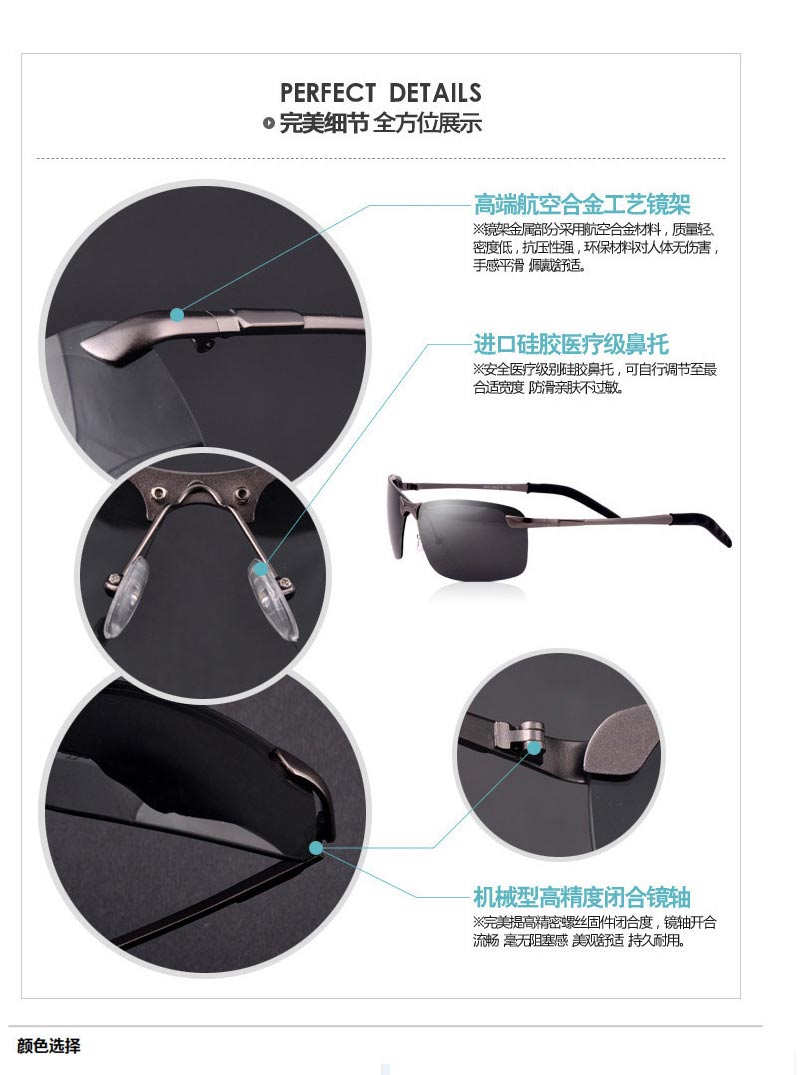 PERFECT DETAILS
完美细节 全方位展示
高端航空合金工艺镜架
※镜架金属部分采用航空合金材料，质量轻、
密度低，抗压性强，环保材料对人体无伤害，
手感平滑 佩戴舒适。
进口硅胶医疗级鼻托
※安全医疗级别硅胶鼻托，可自行调节至最
合适宽度 防滑亲肤不过敏。
机械型高精度闭合镜轴
※完美提高精密螺丝固件闭合度，镜轴开合
流畅 毫无阻塞感 美观舒适 持久耐用。
颜色选择